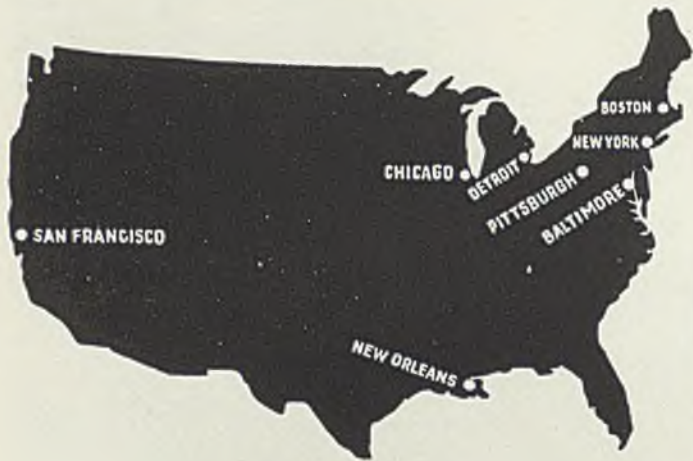 BOSTON
NEW YORK
CHICAGO
DETROIT
PITTSBURGH
BALTIMORE
SAN FRANCISCO
NEW ORLEANS